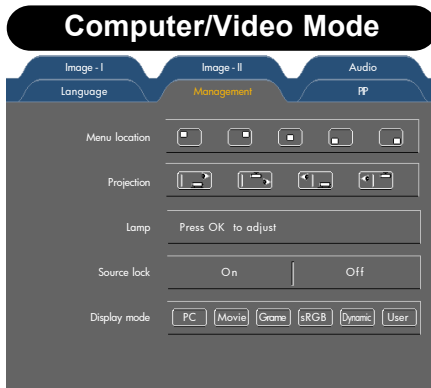 Computer/Video Mode
Image - I Image - II Audio
Language Management PIP
Menu location
Projection
Lamp Press OK to adjust
Source lock On Off
Display mode PC Movie Grame sRGB Dynamic User